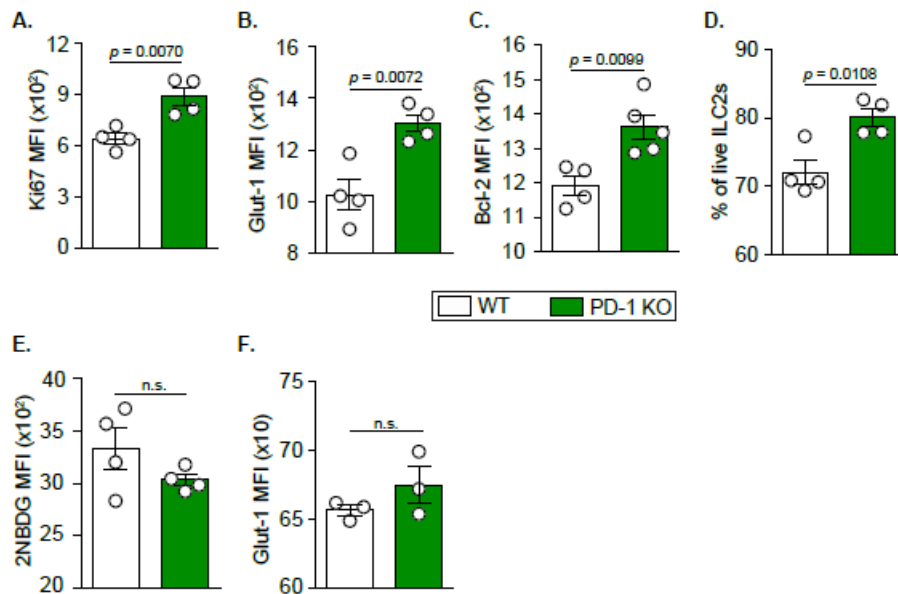 A.
Ki67 MFI (x10²)
12
9
6
3
0
p = 0.0070
B.
Glut-1 MFI (x10²)
16
14
12
10
8
p = 0.0072
C.
Bcl-2 MFI (x10²)
16
15
14
13
12
11
10
p = 0.0099
D.
% of live ILC2s
90
80
70
60
p = 0.0108
WT
PD-1 KO
E.
2NBDG MFI (x10²)
40
35
30
25
20
n.s.
F.
Glut-1 MFI (x10)
75
70
65
60
n.s.